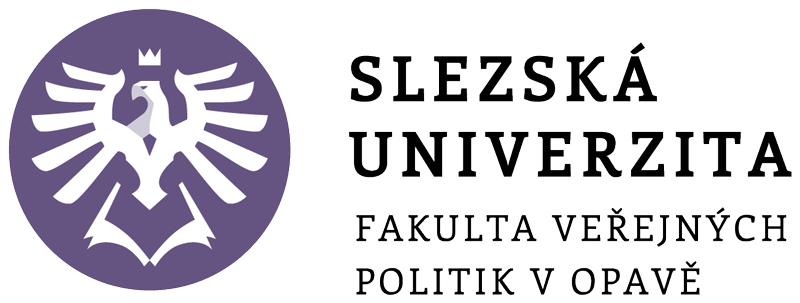 SLEZSKÁ
UNIVERZITA
FAKULTA VEŘEJNÝCH
POLITIK V OPAVĚ